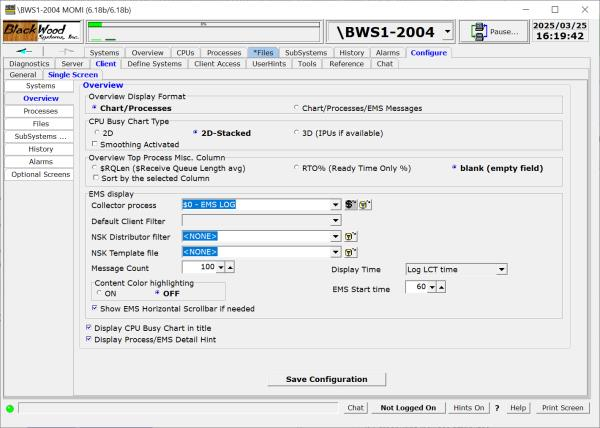 \BWS1-2004 MOMI (6.18b/6.18b)
BlackWood
Systems, Inc.
0%
\BWS1-2004
Pause...
2025/03/25
16:19:42
Systems Overview CPUs Processes *Files SubSystems History Alarms Configure
Diagnostics Server Client Define Systems Client Access UserHints Tools Reference Chat
General Single Screen
Systems
Overview
Processes
Files
SubSystems ...
History
Alarms
Optional Screens
Overview
Overview Display Format
Chart/Processes Chart/Processes/EMS Messages
CPU Busy Chart Type
2D 2D-Stacked 3D (IPUs if available)
Smoothing Activated
Overview Top Process Misc. Column
$RQLen ($Receive Queue Length avg) RTO% (Ready Time Only %) blank (empty field)
Sort by the selected Column
EMS display
Collector process $0 - EMS LOG
Default Client Filter
NSK Distributor filter <NONE>
NSK Template file <NONE>
Message Count 100 Display Time Log LCT time
Content Color highlighting
ON OFF
EMS Start time 60
Show EMS Horizontal Scrollbar if needed
Display CPU Busy Chart in title
Display Process/EMS Detail Hint
Save Configuration
Chat Not Logged On Hints On ? Help Print Screen